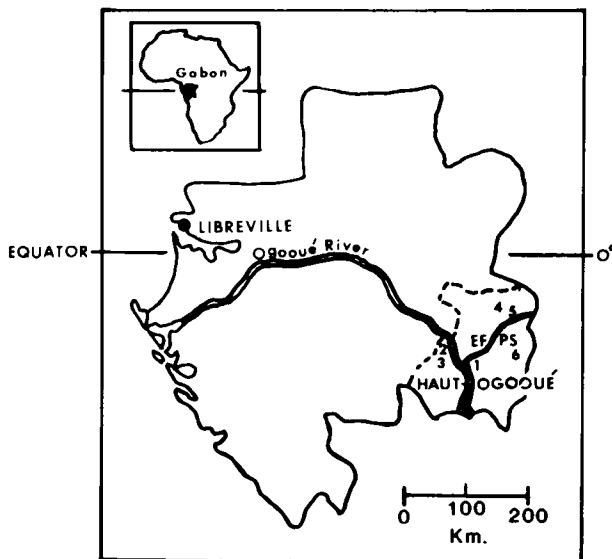 Gabon
LIBREVILLE
EQUATOR
0°
Ogooué River
4 5
EF PS
2
3
1
6
HAUT-OGOOUÉ
0 100 200
Km.